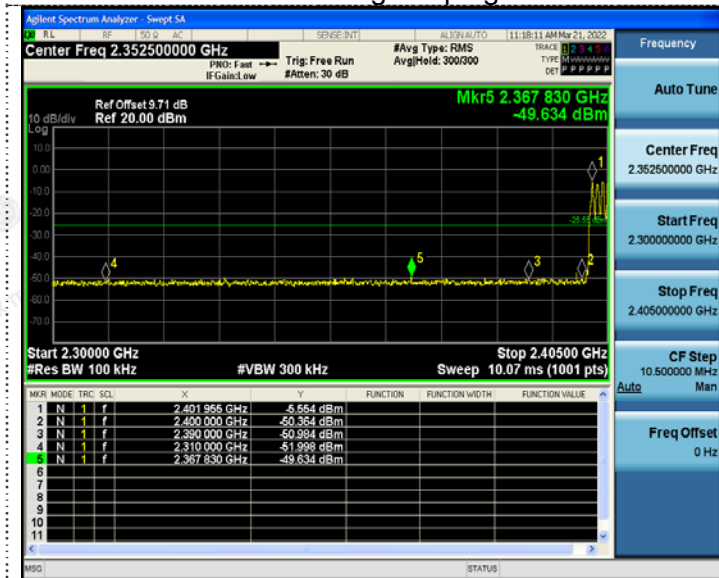 Agilent Spectrum Analyzer - Swept SA
RL RF 50 Ω AC SENSE:INT ALIGN AUTO 11:18:11 AM Mar 21, 2022
Center Freq 2.352500000 GHz #Avg Type: RMS TRACE 1 2 3 4 5 6
PNO: Fast Trig: Free Run Avg|Hold: 300/300 TYPE M
IFGain:Low #Atten: 30 dB DET P P P P P P
Frequency
Auto Tune
Center Freq
2.352500000 GHz
Start Freq
2.300000000 GHz
Stop Freq
2.405000000 GHz
CF Step
10.500000 MHz
Auto Man
Freq Offset
0 Hz
Mkr5 2.367 830 GHz
-49.634 dBm
Ref Offset 9.71 dB
10 dB/div Ref 20.00 dBm
Log
10.0
0.00
-10.0
-20.0
-30.0
-40.0
-50.0
-60.0
-70.0
1
4
5
3
2
Start 2.30000 GHz Stop 2.40500 GHz
#Res BW 100 kHz #VBW 300 kHz Sweep 10.07 ms (1001 pts)
MKR MODE TRC SCL X Y FUNCTION FUNCTION WIDTH FUNCTION VALUE
1 N 1 f 2.401 955 GHz -5.554 dBm
2 N 1 f 2.400 000 GHz -50.364 dBm
3 N 1 f 2.390 000 GHz -50.984 dBm
4 N 1 f 2.310 000 GHz -51.998 dBm
5 N 1 f 2.367 830 GHz -49.634 dBm
6
7
8
9
10
11
MSG STATUS